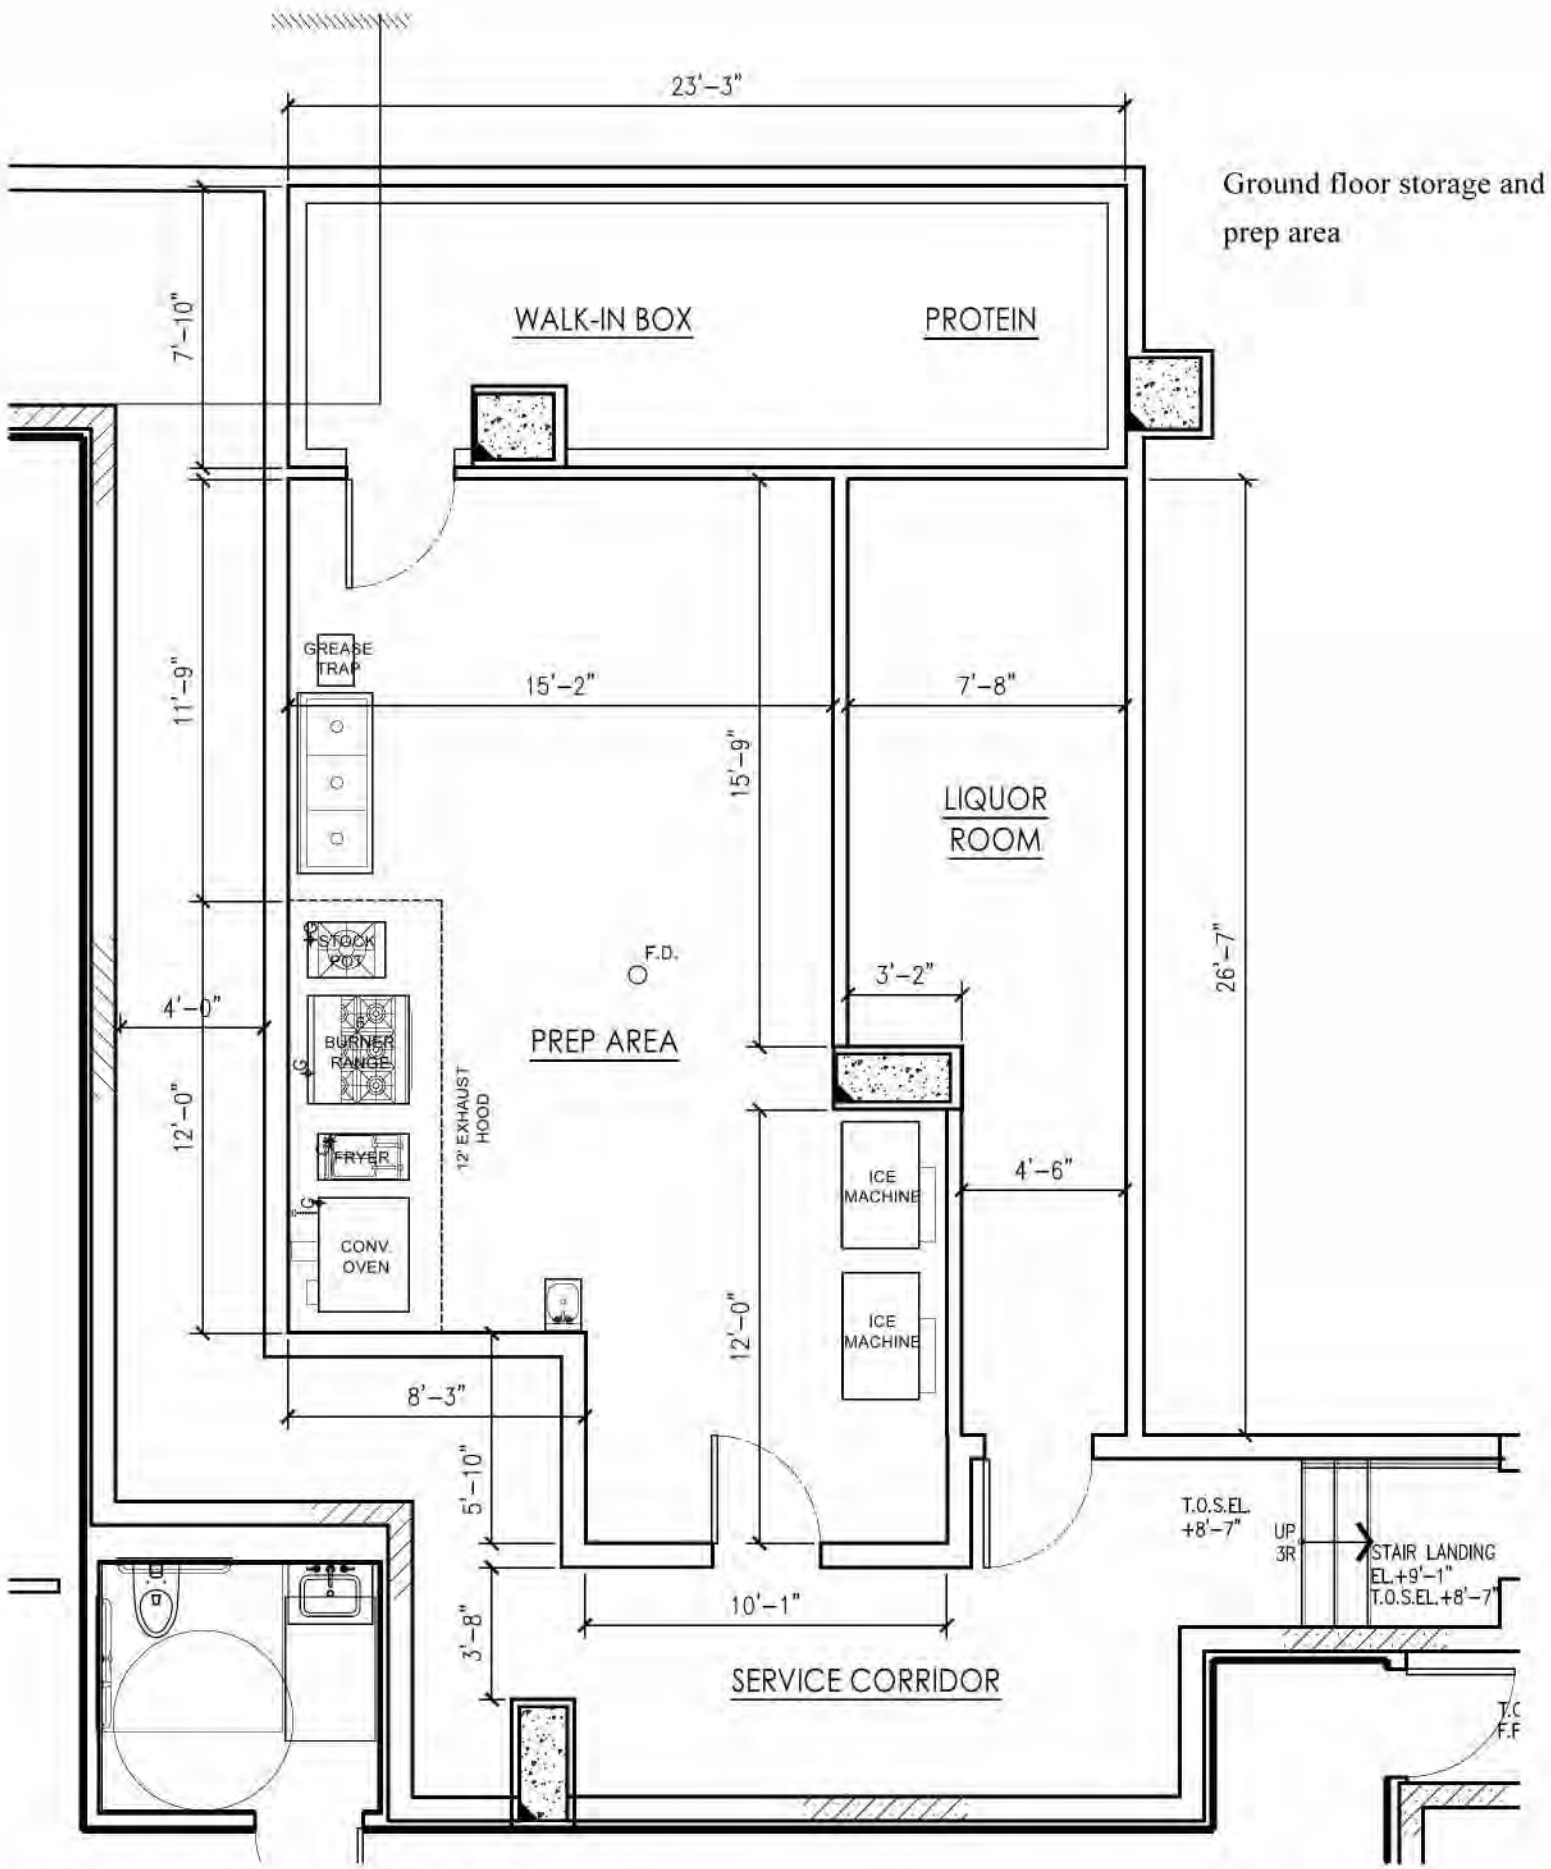 23'-3"
Ground floor storage and
prep area
7'-10"
WALK-IN BOX
PROTEIN
GREASE
TRAP
11'-9"
15'-2"
7'-8"
15'-9"
LIQUOR
ROOM
STOCK
POT
G
F.D.
3'-2"
26'-7"
4'-0"
6
BURNER
RANGE
G
PREP AREA
12'-0"
12' EXHAUST
HOOD
G
FRYER
ICE
MACHINE
4'-6"
G
CONV.
OVEN
12'-0"
ICE
MACHINE
8'-3"
5'-10"
T.O.S.EL.
+8'-7"
UP
3R
STAIR LANDING
EL.+9'-1"
T.O.S.EL.+8'-7"
10'-1"
3'-8"
SERVICE CORRIDOR